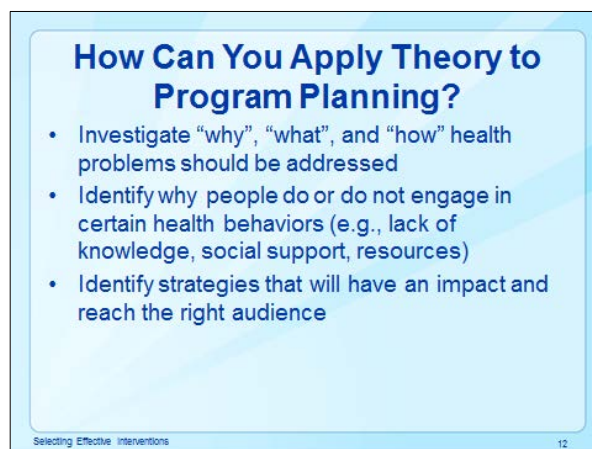 How Can You Apply Theory to
Program Planning?
• Investigate “why”, “what”, and “how” health
problems should be addressed
• Identify why people do or do not engage in
certain health behaviors (e.g., lack of
knowledge, social support, resources)
• Identify strategies that will have an impact and
reach the right audience
Selecting Effective Interventions
12